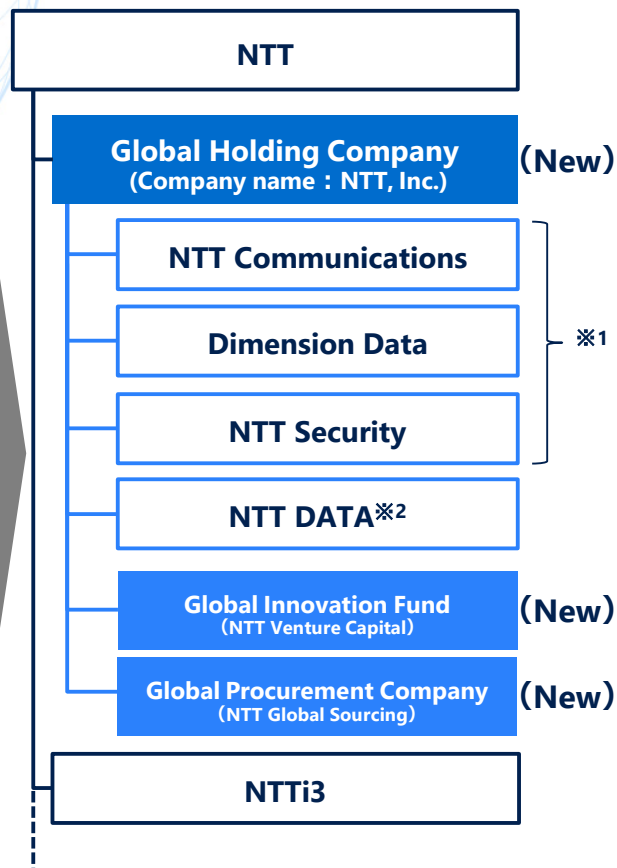 NTT
Global Holding Company (New)
(Company name : NTT, Inc.)
NTT Communications
Dimension Data ※1
NTT Security
NTT DATA※2
Global Innovation Fund (New)
(NTT Venture Capital)
Global Procurement Company (New)
(NTT Global Sourcing)
NTTi3